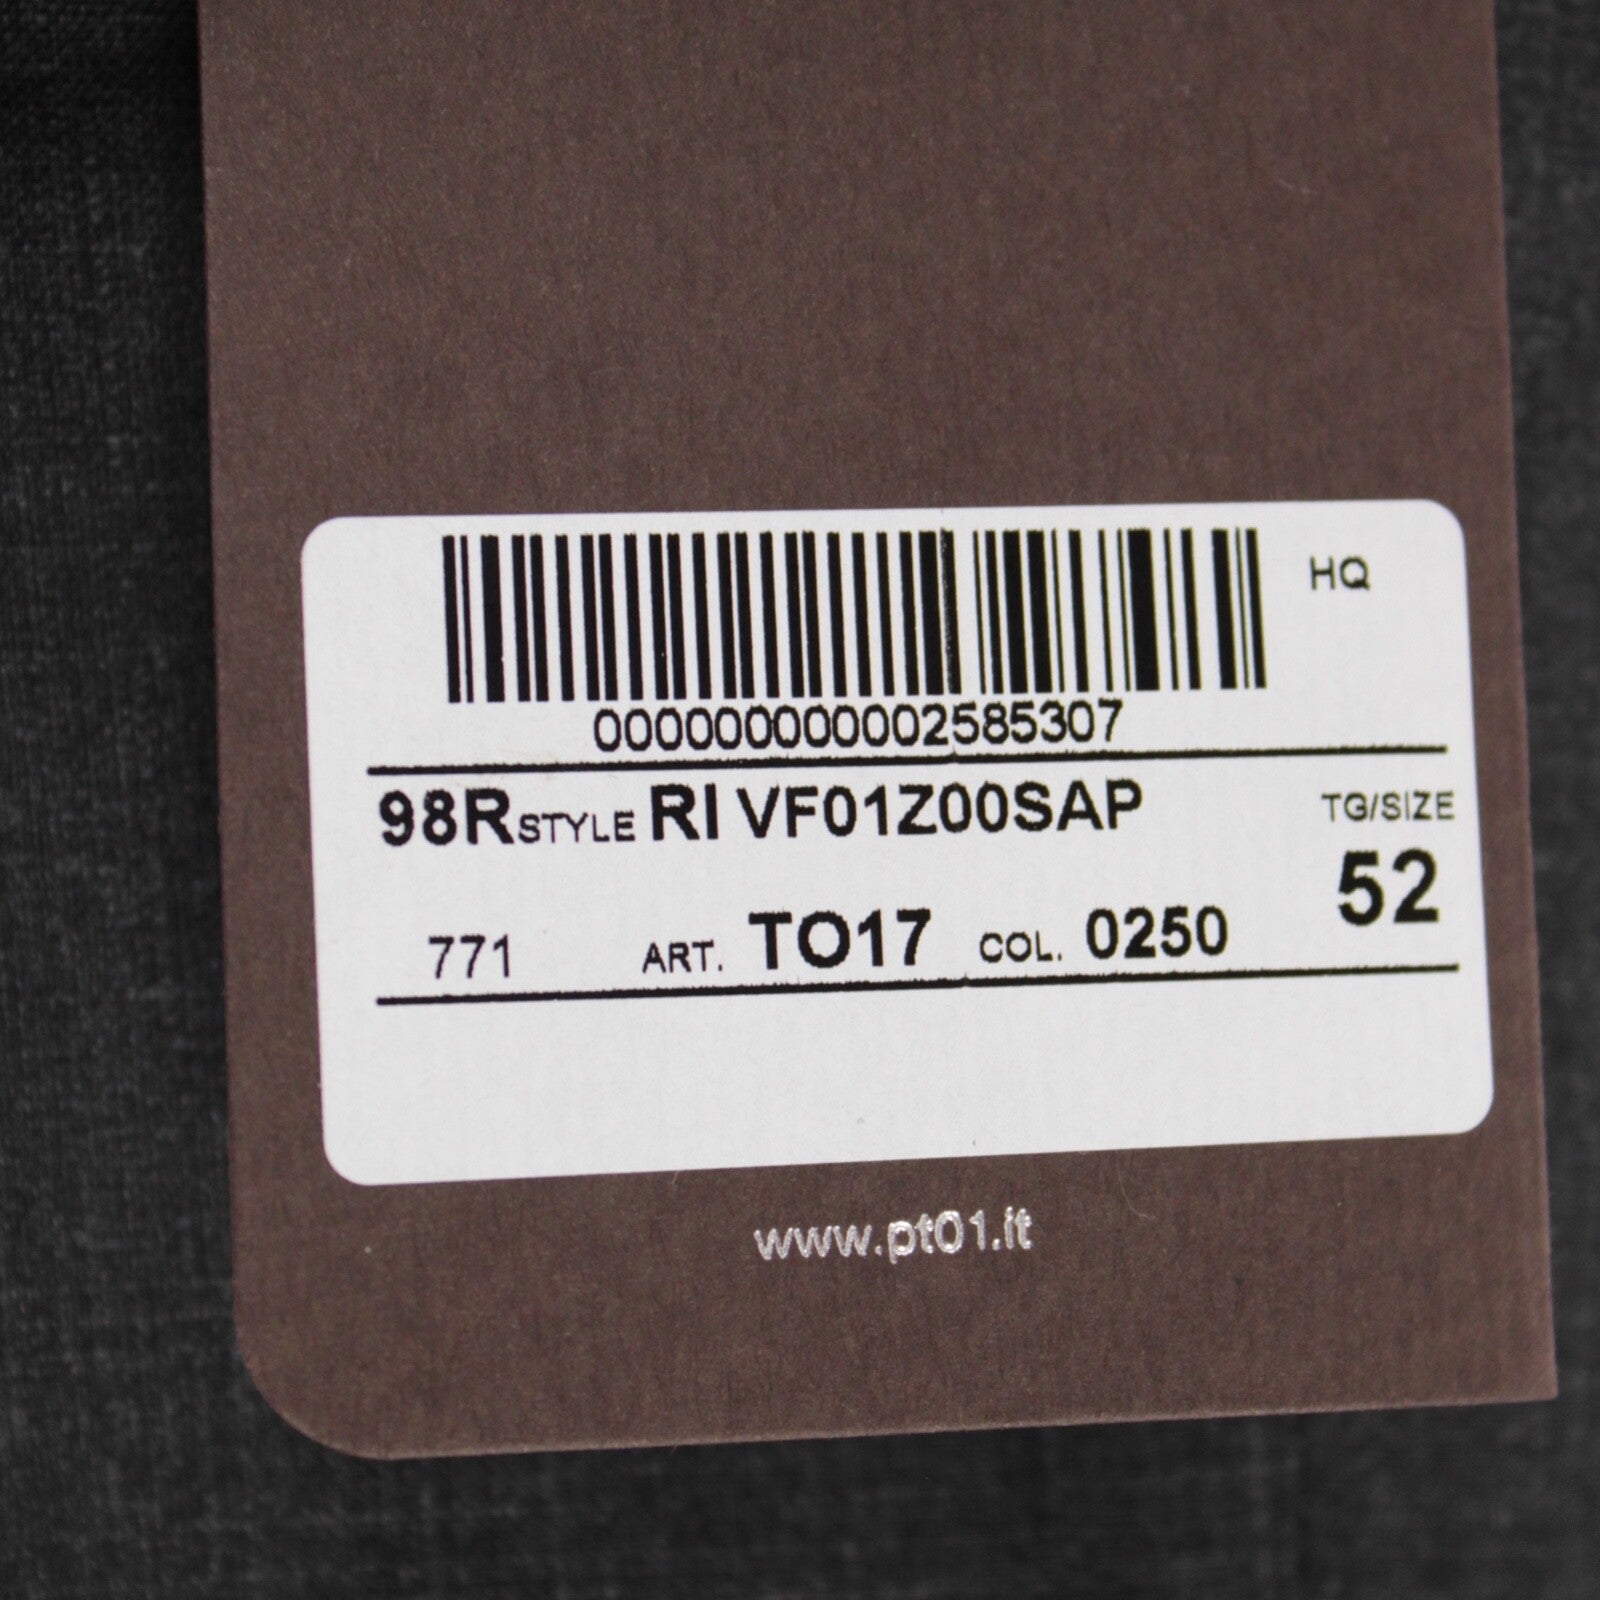 HQ
000000000002585307
98R STYLE RI VF01Z00SAP TG/SIZE
52
771 ART. TO17 COL. 0250
www.pt01.it